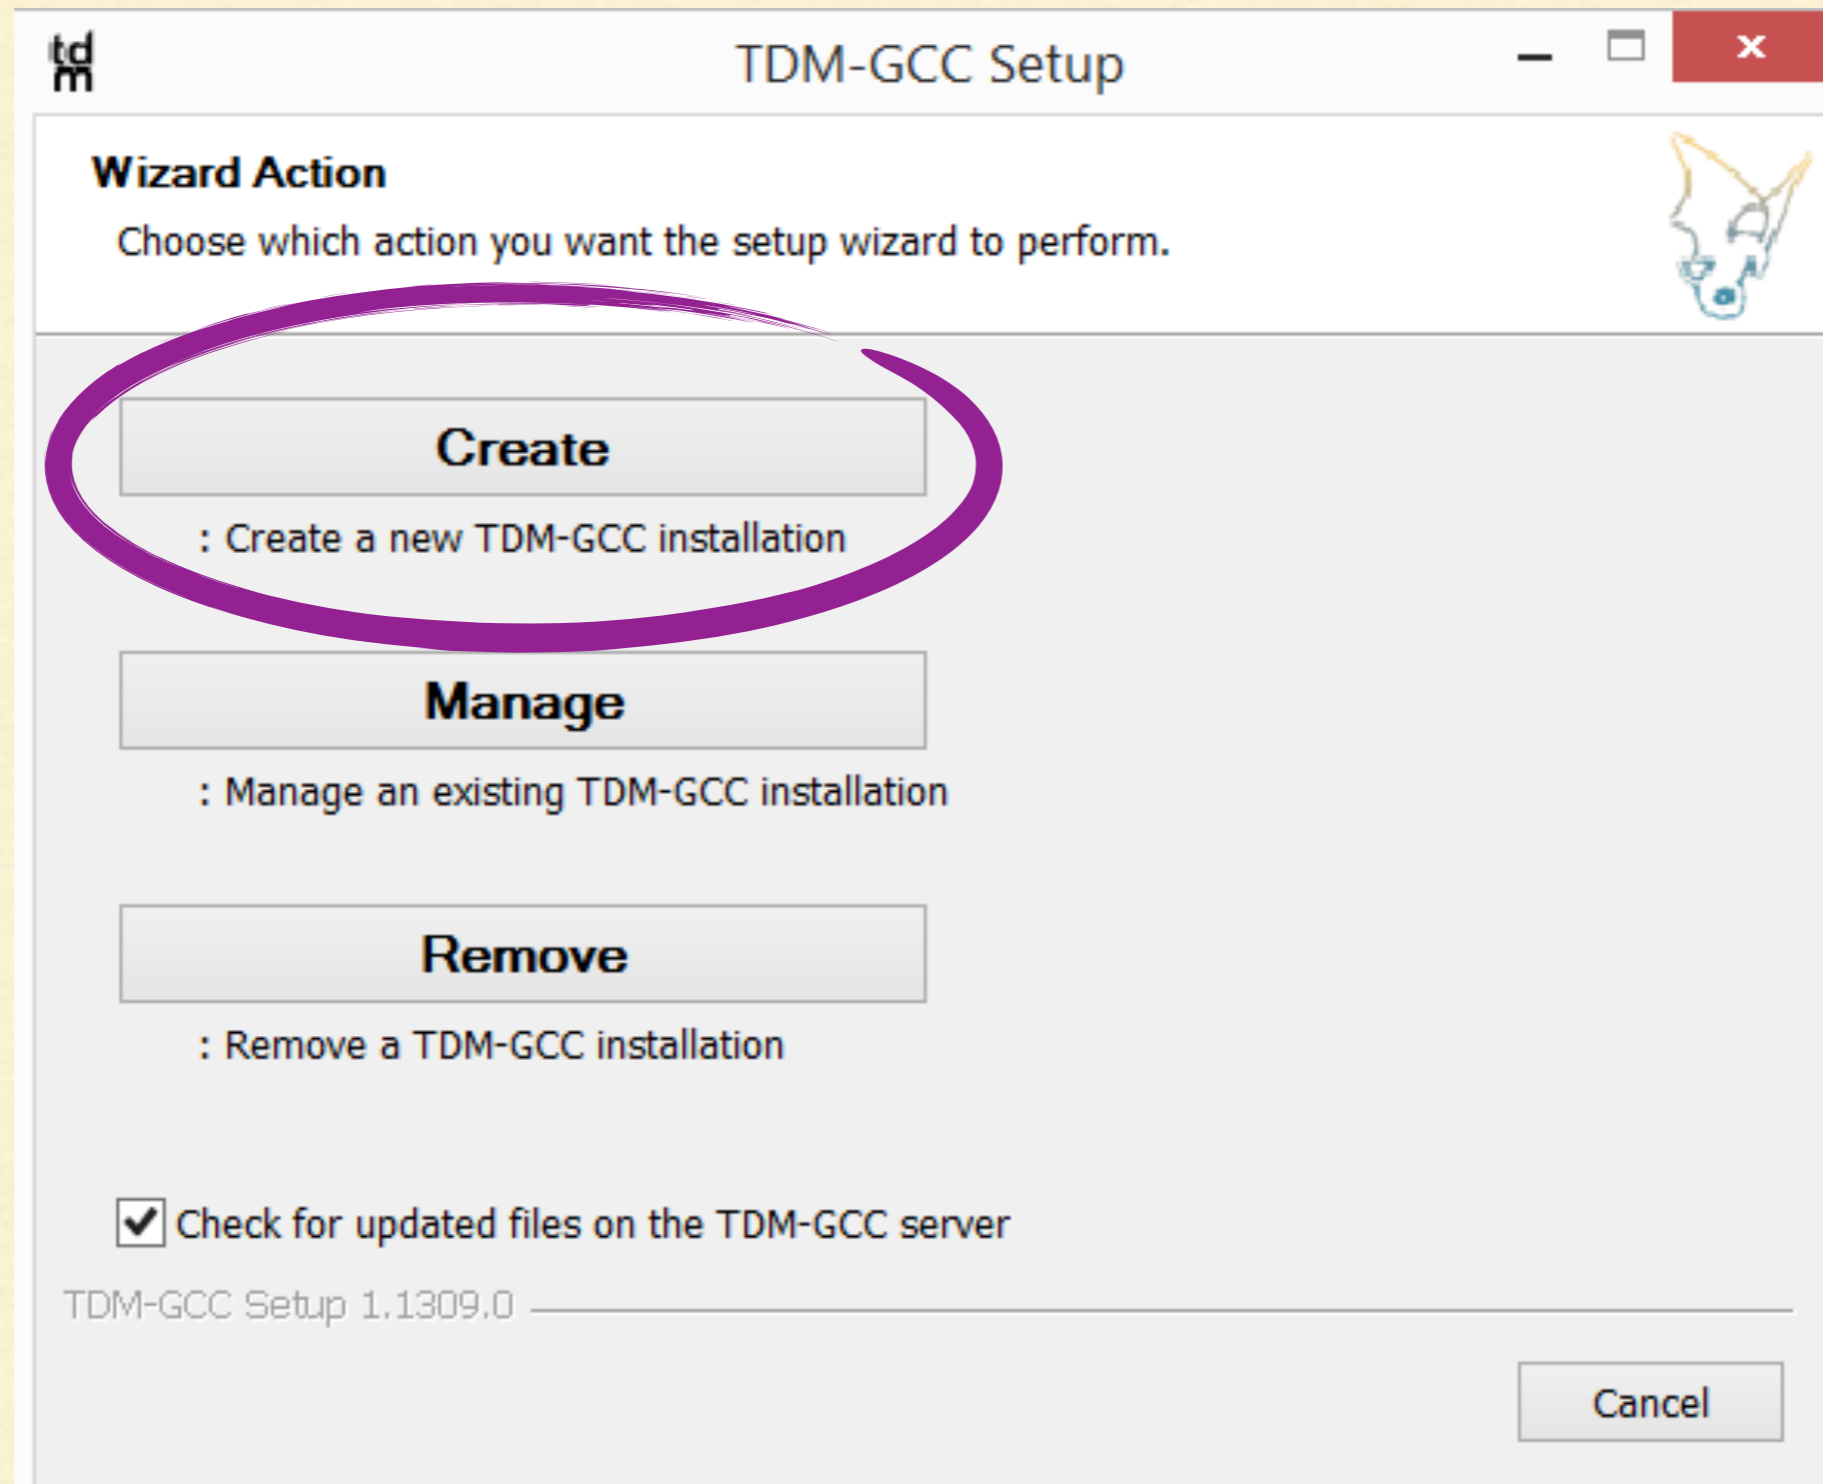 td
m
TDM-GCC Setup
Wizard Action
Choose which action you want the setup wizard to perform.
Create
: Create a new TDM-GCC installation
Manage
: Manage an existing TDM-GCC installation
Remove
: Remove a TDM-GCC installation
Check for updated files on the TDM-GCC server
TDM-GCC Setup 1.1309.0
Cancel